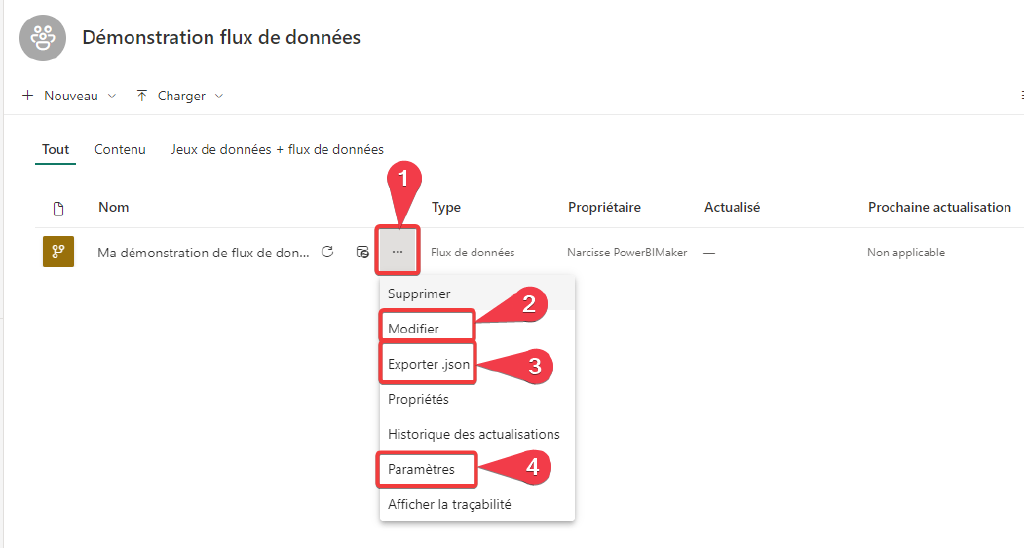 Démonstration flux de données
Nouveau Charger
Tout Contenu Jeux de données + flux de données
1
Nom Type Propriétaire Actualisé Prochaine actualisation
Ma démonstration de flux de don... ... Flux de données Narcisse PowerBIMaker — Non applicable
Supprimer
2
Modifier
Exporter .json 3
Propriétés
Historique des actualisations
Paramètres 4
Afficher la traçabilité